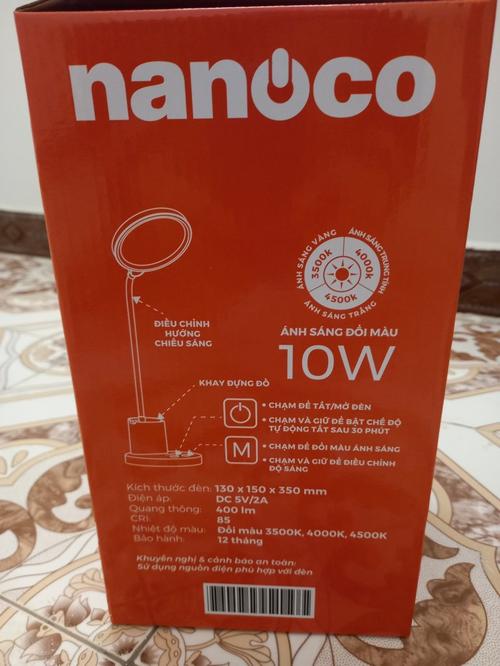 nanoco
ÁNH SÁNG VÀNG
ÁNH SÁNG TRUNG TÍNH
3500k
4000k
4500k
ÁNH SÁNG TRẮNG
ĐIỀU CHỈNH
HƯỚNG
CHIẾU SÁNG
ÁNH SÁNG ĐỔI MÀU
10W
KHAY ĐỰNG ĐỒ
• CHẠM ĐỂ TẮT/MỞ ĐÈN
• CHẠM VÀ GIỮ ĐỂ BẬT CHẾ ĐỘ
TỰ ĐỘNG TẮT SAU 30 PHÚT
M
• CHẠM ĐỂ ĐỔI MÀU ÁNH SÁNG
• CHẠM VÀ GIỮ ĐỂ ĐIỀU CHỈNH
ĐỘ SÁNG
Kích thước đèn: 130 x 150 x 350 mm
Điện áp: DC 5V/2A
Quang thông: 400 lm
CRI: 85
Nhiệt độ màu: Đổi màu 3500K, 4000K, 4500K
Bảo hành: 12 tháng
Khuyến nghị & cảnh báo an toàn:
Sử dụng nguồn điện phù hợp với đèn